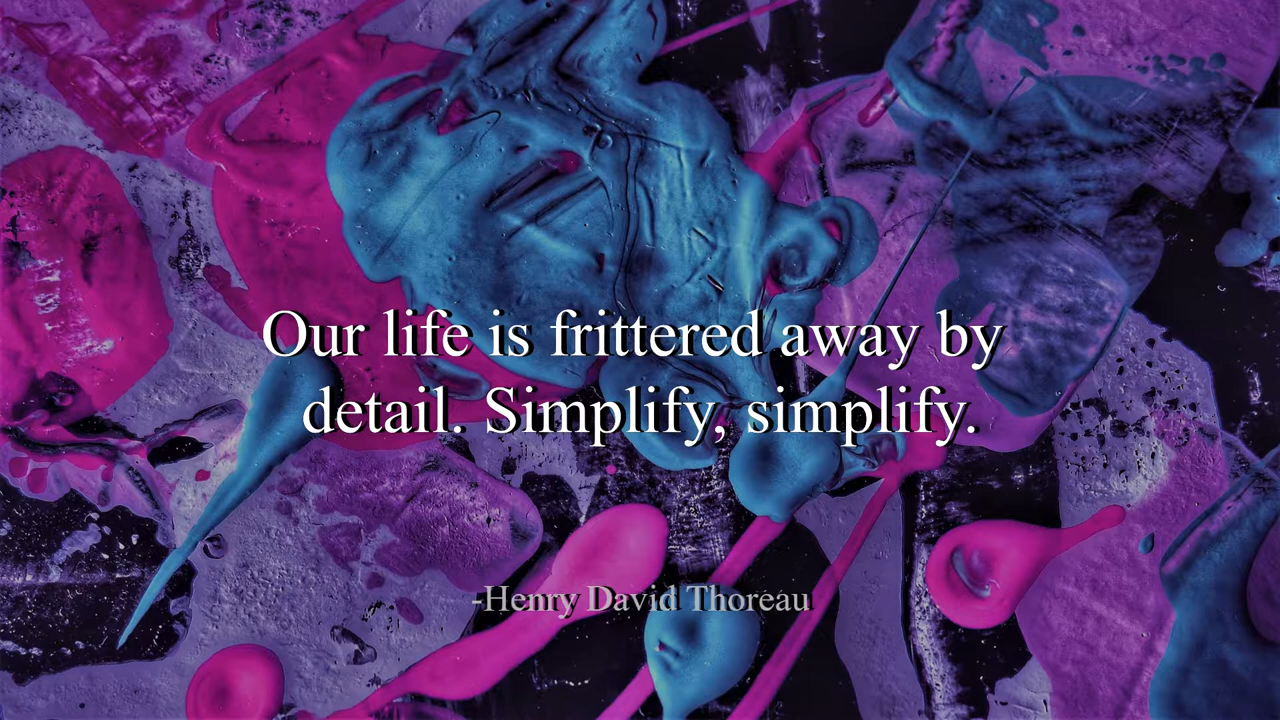 Our life is frittered away by
detail. Simplify, simplify.
-Henry David Thoreau